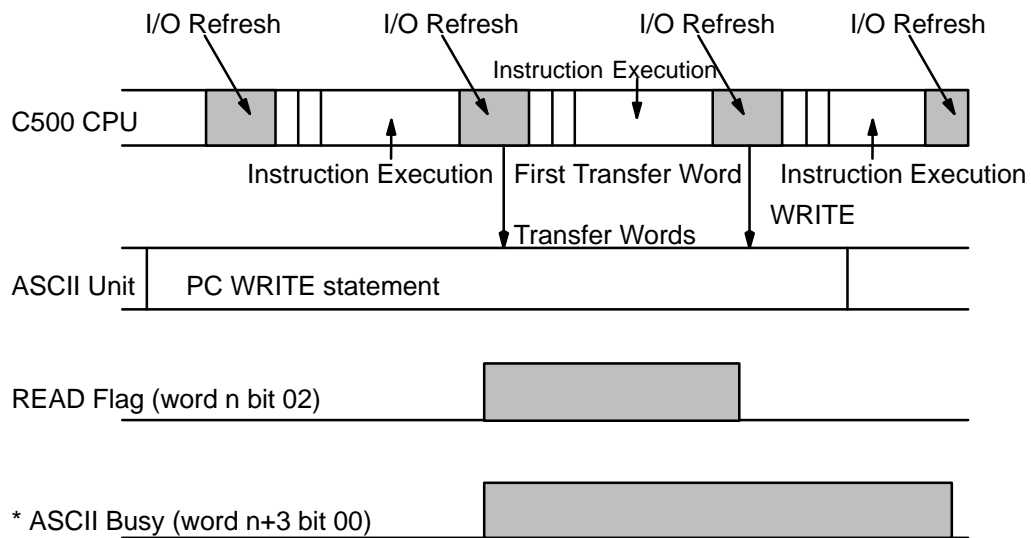 I/O Refresh I/O Refresh I/O Refresh I/O Refresh
Instruction Execution
C500 CPU
Instruction Execution First Transfer Word Instruction Execution
WRITE
Transfer Words
ASCII Unit PC WRITE statement
READ Flag (word n bit 02)
* ASCII Busy (word n+3 bit 00)